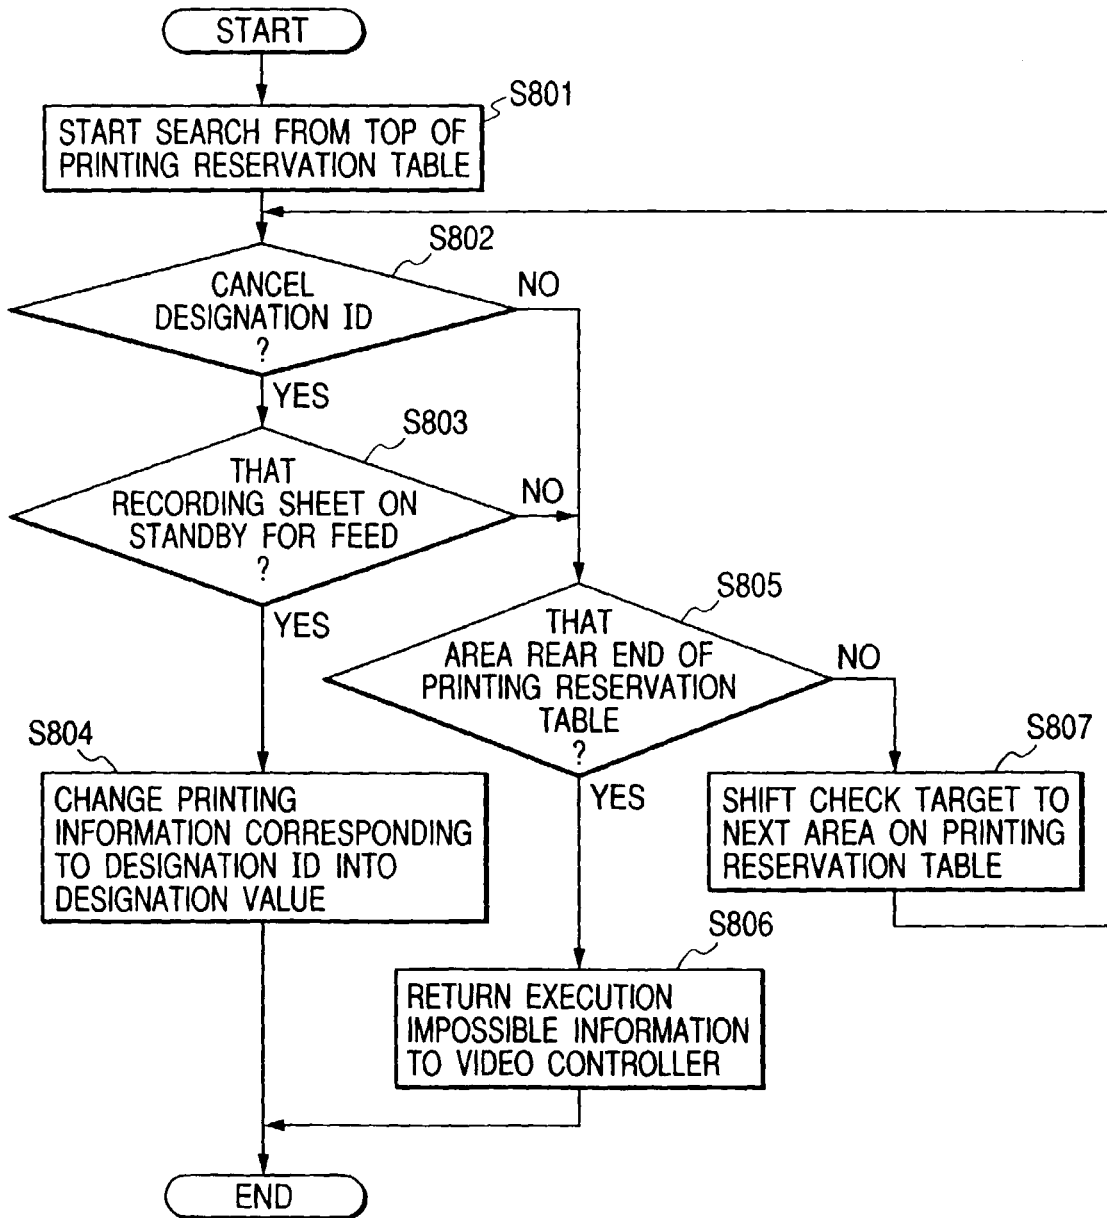 START
S801
START SEARCH FROM TOP OF
PRINTING RESERVATION TABLE
S802
CANCEL
DESIGNATION ID
?
NO
YES
S803
THAT
RECORDING SHEET ON
STANDBY FOR FEED
?
NO
YES
S805
THAT
AREA REAR END OF
PRINTING RESERVATION
TABLE
?
NO
YES
S804
CHANGE PRINTING
INFORMATION CORRESPONDING
TO DESIGNATION ID INTO
DESIGNATION VALUE
S807
SHIFT CHECK TARGET TO
NEXT AREA ON PRINTING
RESERVATION TABLE
S806
RETURN EXECUTION
IMPOSSIBLE INFORMATION
TO VIDEO CONTROLLER
END